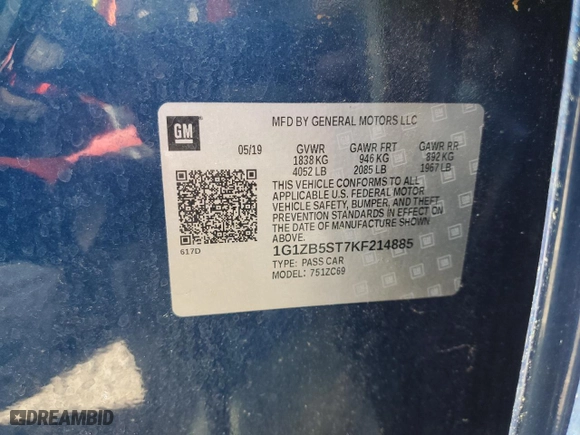 GM
MFD BY GENERAL MOTORS LLC
05/19 GVWR GAWR FRT GAWR RR
1838 KG 946 KG 892 KG
4052 LB 2085 LB 1967 LB
THIS VEHICLE CONFORMS TO ALL
APPLICABLE U.S. FEDERAL MOTOR
VEHICLE SAFETY, BUMPER, AND THEFT
PREVENTION STANDARDS IN EFFECT ON
THE DATE OF MANUFACTURE SHOWN
ABOVE.
617D
1G1ZB5ST7KF214885
TYPE: PASS CAR
MODEL: 751ZC69
DREAMBID